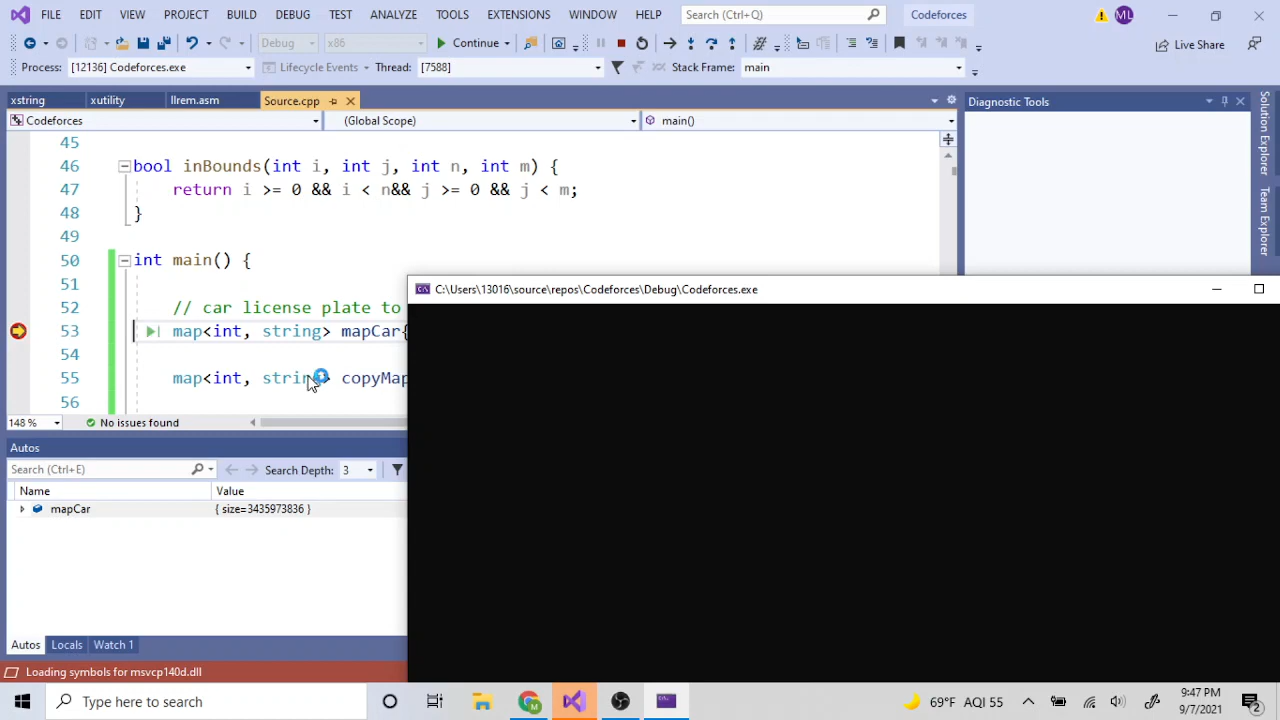 FILE EDIT VIEW PROJECT BUILD DEBUG TEST ANALYZE TOOLS EXTENSIONS WINDOW HELP Search (Ctrl+Q) Codeforces ML
Debug x86 Continue Live Share
Process: [12136] Codeforces.exe Lifecycle Events Thread: [7588] Stack Frame: main
xstring xutility llrem.asm Source.cpp Diagnostic Tools
Codeforces (Global Scope) main()
Solution Explorer
Team Explorer
45
46 bool inBounds(int i, int j, int n, int m) {
47 return i >= 0 && i < n&& j >= 0 && j < m;
48 }
49
50 int main() {
51
52 // car license plate to
53 map<int, string> mapCar{
54
55 map<int, string> copyMap
56
C:\Users\13016\source\repos\Codeforces\Debug\Codeforces.exe
148 % No issues found
Autos
Search (Ctrl+E) Search Depth: 3
Name Value
mapCar { size=3435973836 }
Autos Locals Watch 1
Loading symbols for msvcp140d.dll
Type here to search
69°F AQI 55
9:47 PM
9/7/2021
2